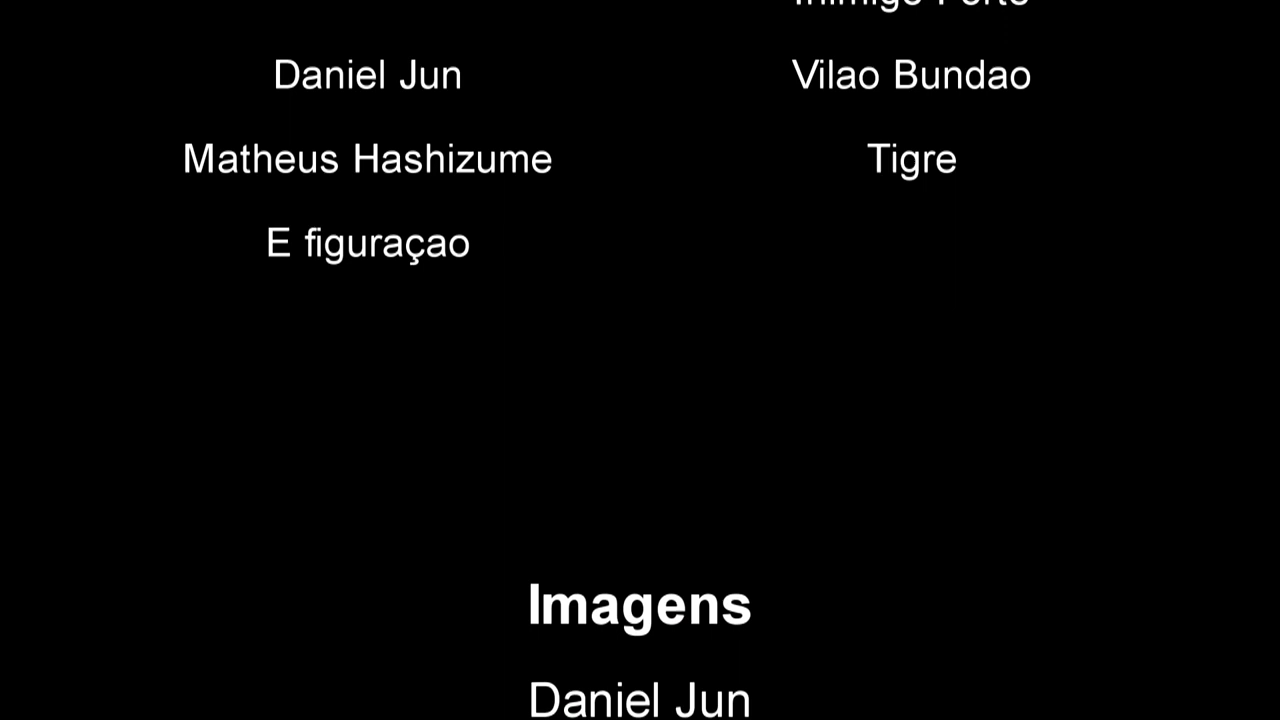 Daniel Jun Vilao Bundao
Matheus Hashizume Tigre
E figuraçao
Imagens
Daniel Jun